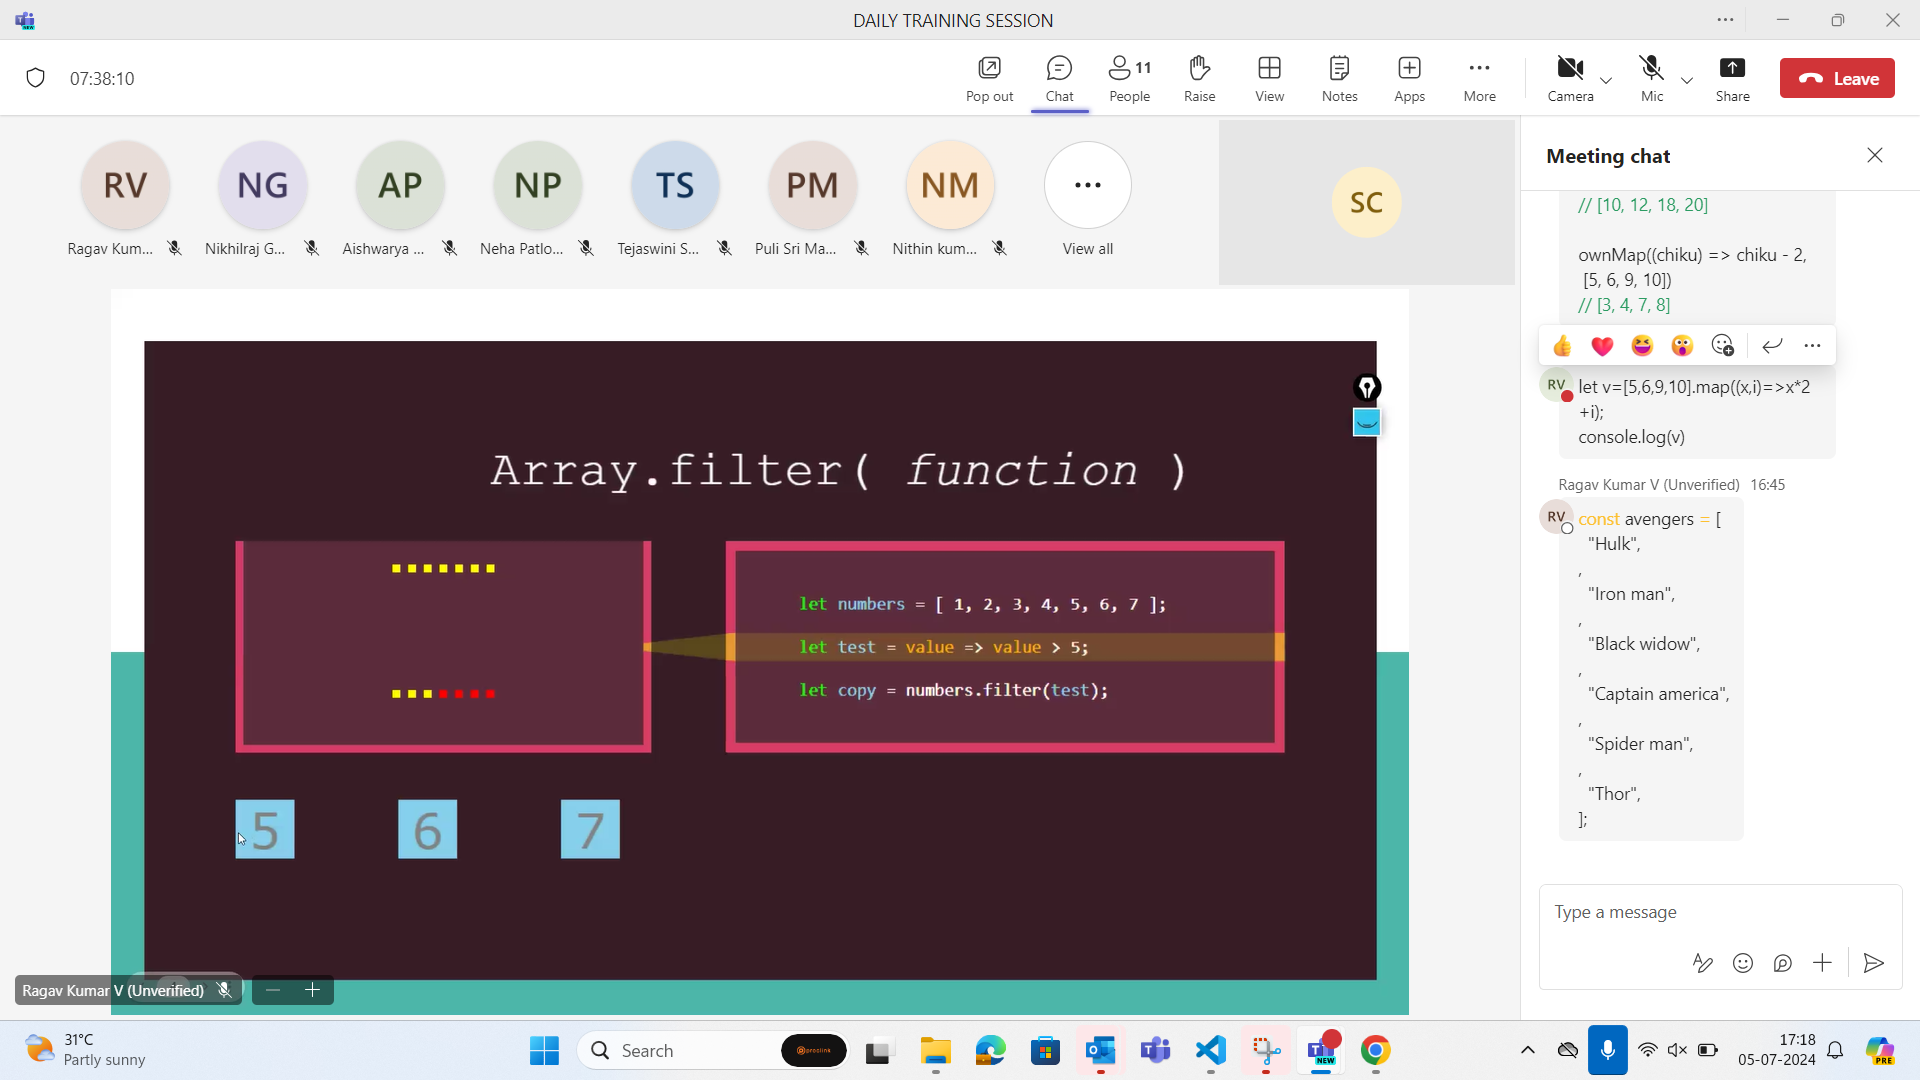 DAILY TRAINING SESSION
07:38:10
Pop out
Chat
11
People
Raise
View
Notes
Apps
More
Camera
Mic
Share
Leave
RV
NG
AP
NP
TS
PM
NM
SC
Ragav Kum...
Nikhilraj G...
Aishwarya ...
Neha Patlo...
Tejaswini S...
Puli Sri Ma...
Nithin kum...
View all
Array.filter( function )
let numbers = [ 1, 2, 3, 4, 5, 6, 7 ];
let test = value => value > 5;
let copy = numbers.filter(test);
5 6 7
Ragav Kumar V (Unverified)
Meeting chat
// [10, 12, 18, 20]
ownMap((chiku) => chiku - 2,
[5, 6, 9, 10])
// [3, 4, 7, 8]
RV
let v=[5,6,9,10].map((x,i)=>x*2
+i);
console.log(v)
Ragav Kumar V (Unverified) 16:45
RV
const avengers = [
"Hulk",
,
"Iron man",
,
"Black widow",
,
"Captain america",
,
"Spider man",
,
"Thor",
];
Type a message
31°C
Partly sunny
Search
proclink
NEW
PRE
17:18
05-07-2024